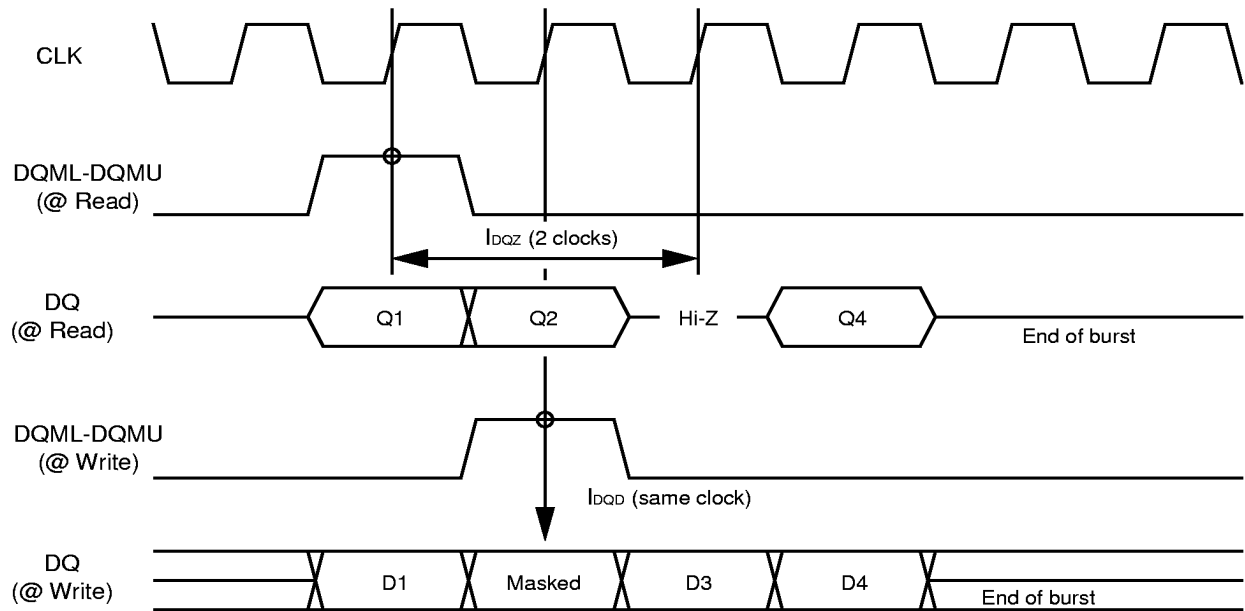 CLK
DQML-DQMU
(@ Read)
IDQZ (2 clocks)
DQ
(@ Read)
Q1
Q2
Hi-Z
Q4
End of burst
DQML-DQMU
(@ Write)
IDQD (same clock)
DQ
(@ Write)
D1
Masked
D3
D4
End of burst